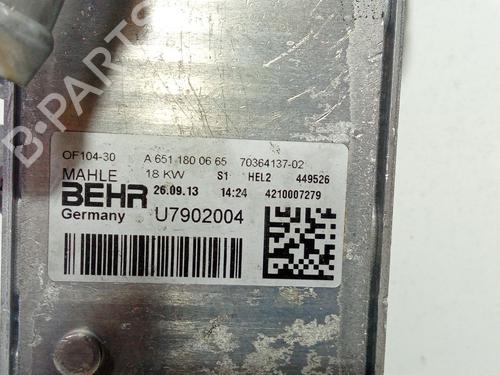 B-PARTS
OF104-30 A 651 180 06 65 70364137-02
MAHLE 18 KW S1 HEL2 449526
BEHR 26.09.13 14:24 4210007279
Germany U7902004